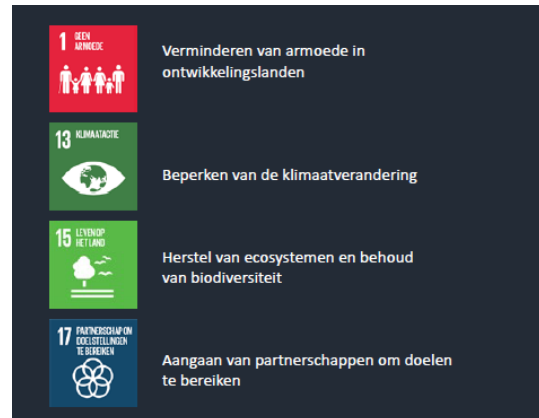 1 GEEN
ARMOEDE
Verminderen van armoede in
ontwikkelingslanden
13 KLIMAATACTIE
Beperken van de klimaatverandering
15 LEVEN OP
HET LAND
Herstel van ecosystemen en behoud
van biodiversiteit
17 PARTNERSCHAP OM
DOELSTELLINGEN
TE BEREIKEN
Aangaan van partnerschappen om doelen
te bereiken